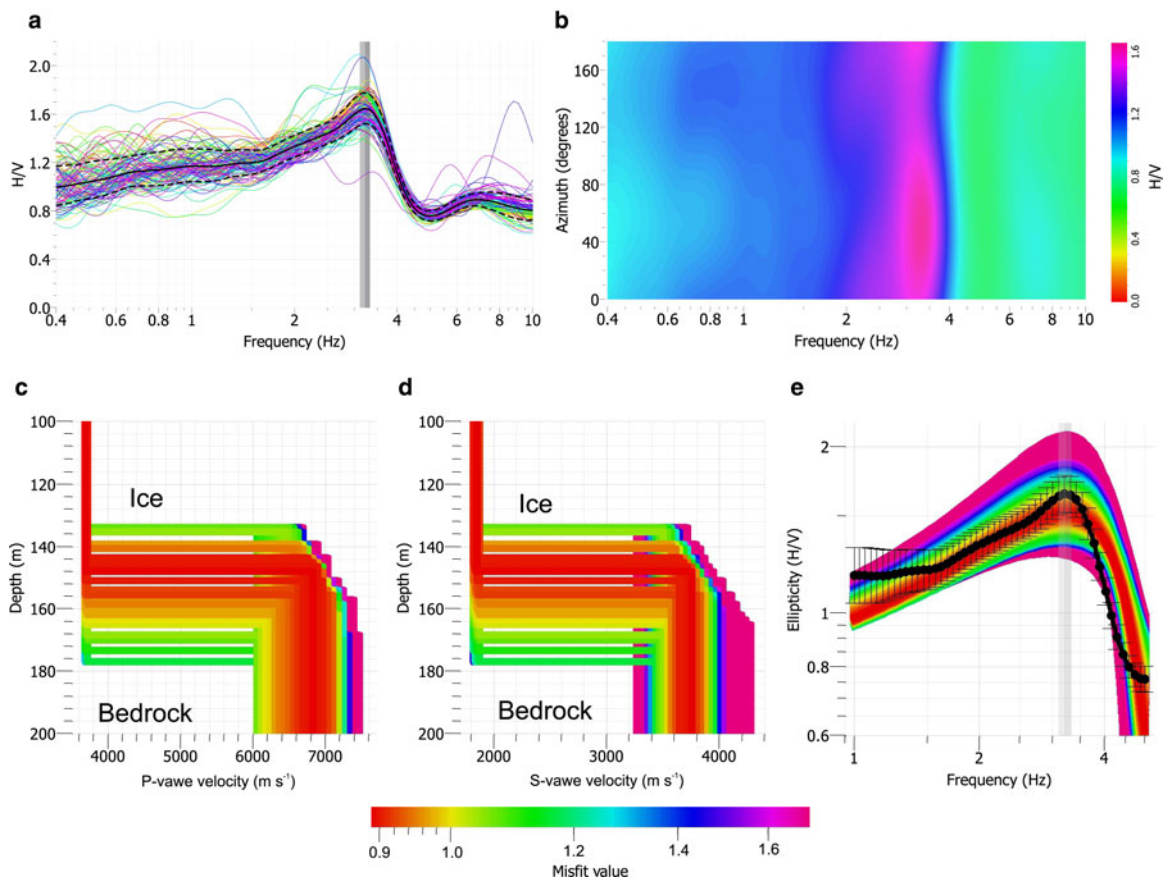 a
b
2.0
1.6
1.2
0.8
0.4
0.0
H/V
0.4 0.6 0.8 1 2 4 6 8 10
Frequency (Hz)
160
120
80
40
0
Azimuth (degrees)
0.4 0.6 0.8 1 2 4 6 8 10
Frequency (Hz)
1.6
1.2
0.8
0.4
0.0
H/V
c
d
e
100
120
140
160
180
200
Depth (m)
Ice
Bedrock
4000 5000 6000 7000
P-vawe velocity (m s⁻¹)
100
120
140
160
180
200
Depth (m)
Ice
Bedrock
2000 3000 4000
S-vawe velocity (m s⁻¹)
2
1
0.8
0.6
Ellipticity (H/V)
1 2 4
Frequency (Hz)
0.9 1.0 1.2 1.4 1.6
Misfit value